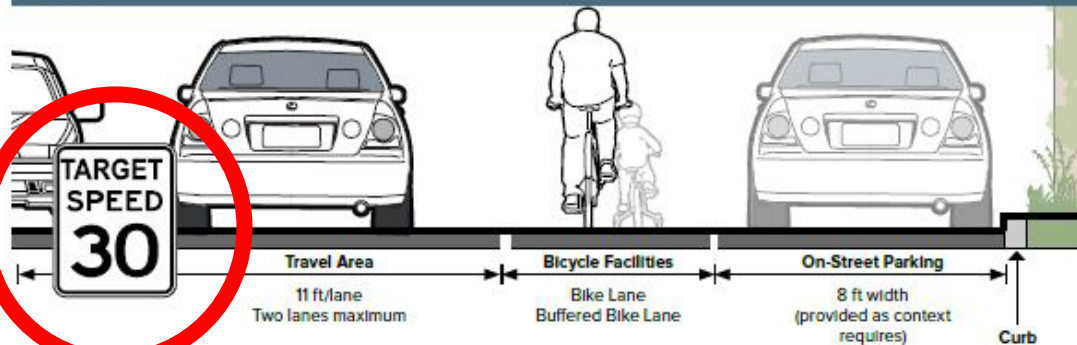 TARGET
SPEED
30
Travel Area
11 ft/lane
Two lanes maximum
Bicycle Facilities
Bike Lane
Buffered Bike Lane
On-Street Parking
8 ft width
(provided as context
requires)
Curb